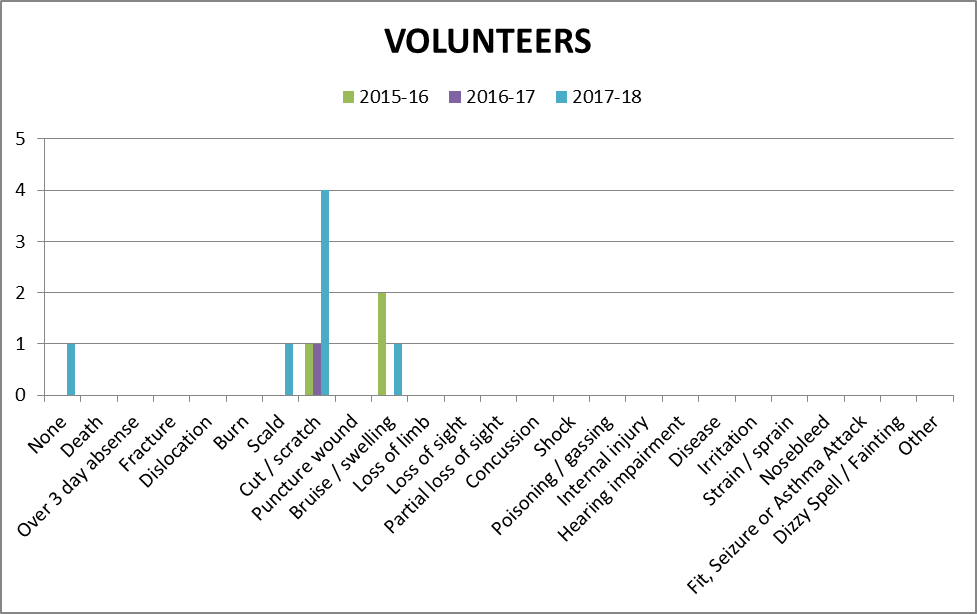 VOLUNTEERS
2015-16 2016-17 2017-18
5
4
3
2
1
0
None
Death
Over 3 day absense
Fracture
Dislocation
Burn
Scald
Cut / scratch
Puncture wound
Bruise / swelling
Loss of limb
Loss of sight
Partial loss of sight
Concussion
Shock
Poisoning / gassing
Internal injury
Hearing impairment
Disease
Irritation
Strain / sprain
Nosebleed
Fit, Seizure or Asthma Attack
Dizzy Spell / Fainting
Other